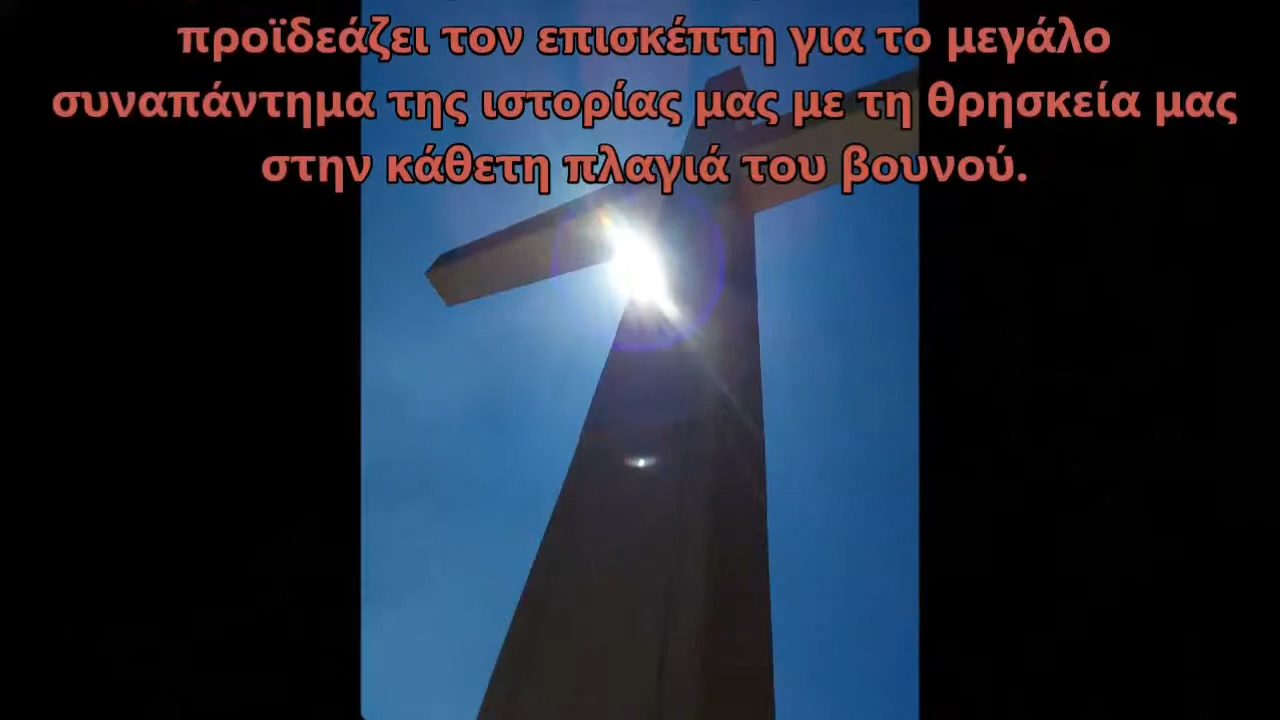 προϊδεάζει τον επισκέπτη για το μεγάλο
συναπάντημα της ιστορίας μας με τη θρησκεία μας
στην κάθετη πλαγιά του βουνού.